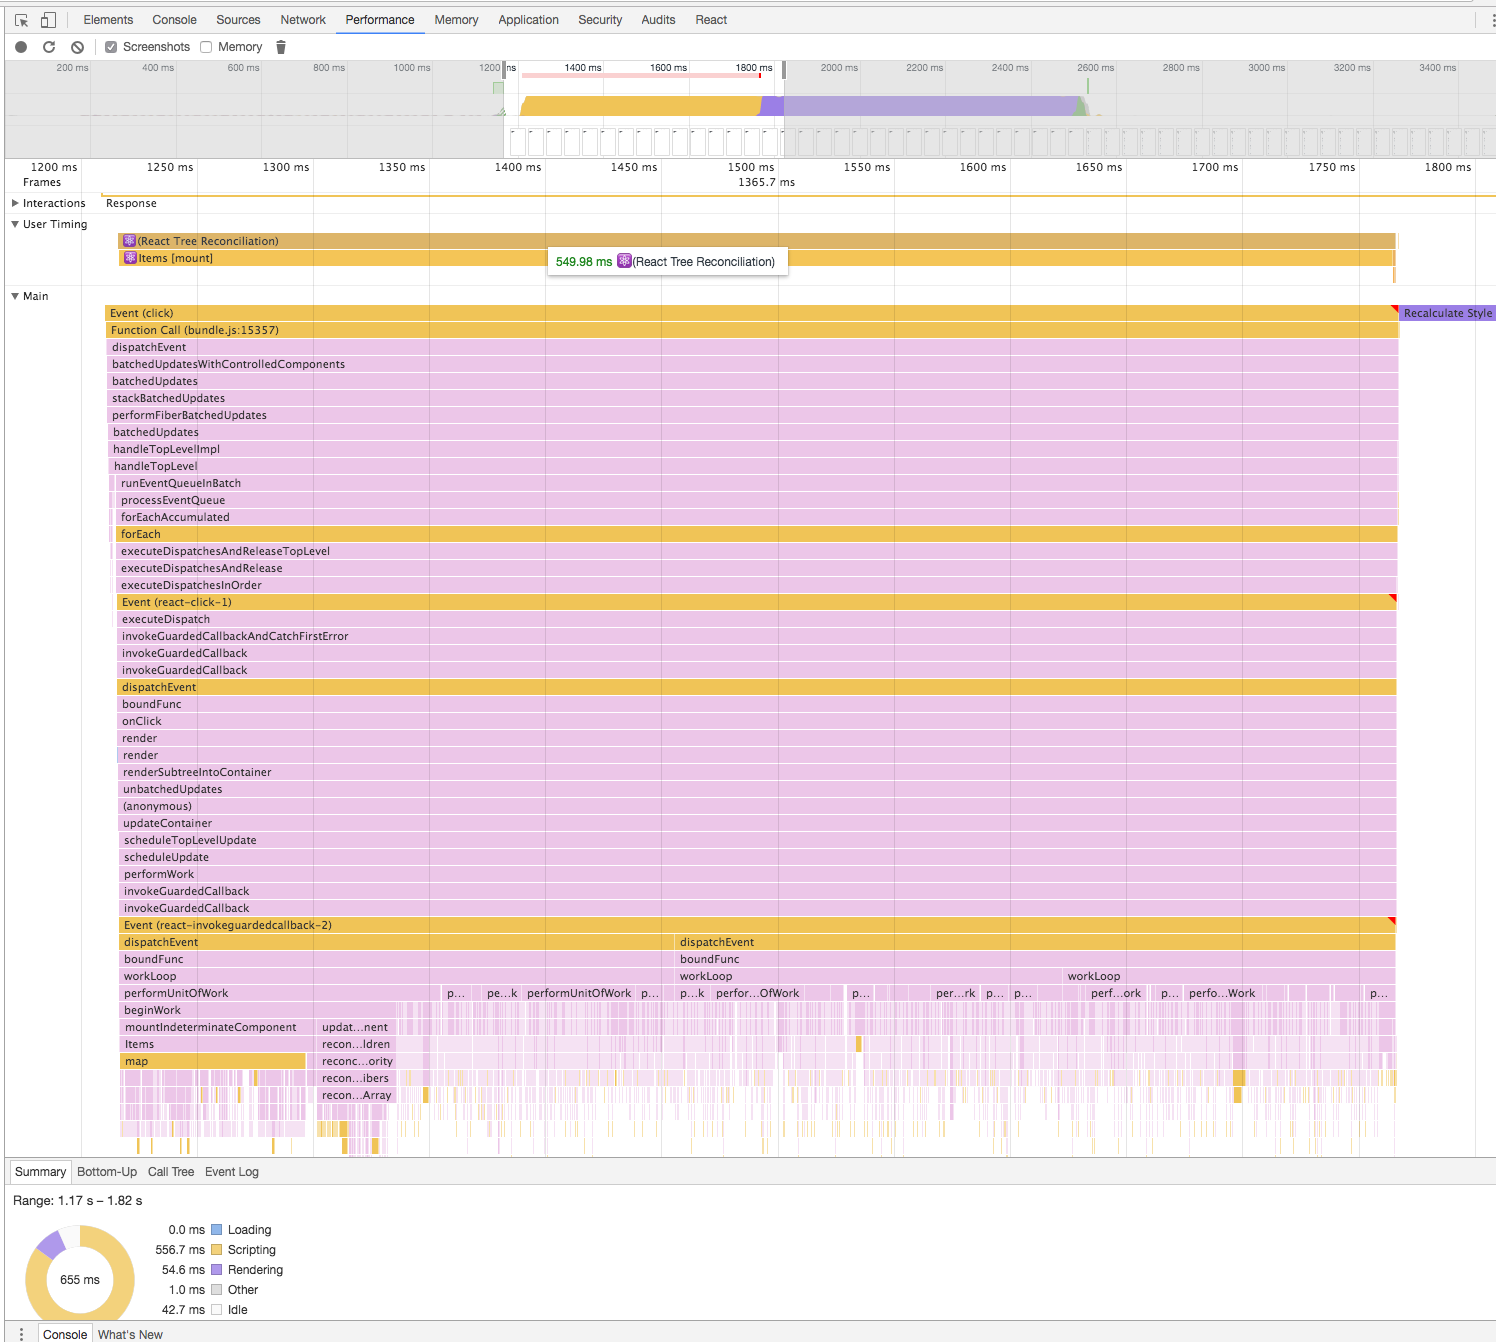 Elements Console Sources Network Performance Memory Application Security Audits React
Screenshots Memory
200 ms 400 ms 600 ms 800 ms 1000 ms 1200 ms 1400 ms 1600 ms 1800 ms 2000 ms 2200 ms 2400 ms 2600 ms 2800 ms 3000 ms 3200 ms 3400 ms
1200 ms 1250 ms 1300 ms 1350 ms 1400 ms 1450 ms 1500 ms 1550 ms 1600 ms 1650 ms 1700 ms 1750 ms 1800 ms
Frames 1365.7 ms
Interactions Response
User Timing
(React Tree Reconciliation)
Items [mount]
549.98 ms (React Tree Reconciliation)
Main
Event (click) Recalculate Style
Function Call (bundle.js:15357)
dispatchEvent
batchedUpdatesWithControlledComponents
batchedUpdates
stackBatchedUpdates
performFiberBatchedUpdates
batchedUpdates
handleTopLevelImpl
handleTopLevel
runEventQueueInBatch
processEventQueue
forEachAccumulated
forEach
executeDispatchesAndReleaseTopLevel
executeDispatchesAndRelease
executeDispatchesInOrder
Event (react-click-1)
executeDispatch
invokeGuardedCallbackAndCatchFirstError
invokeGuardedCallback
invokeGuardedCallback
dispatchEvent
boundFunc
onClick
render
render
renderSubtreeIntoContainer
unbatchedUpdates
(anonymous)
updateContainer
scheduleTopLevelUpdate
scheduleUpdate
performWork
invokeGuardedCallback
invokeGuardedCallback
Event (react-invokeguardedcallback-2)
dispatchEvent dispatchEvent
boundFunc boundFunc
workLoop workLoop workLoop
performUnitOfWork p... pe...k performUnitOfWork p... p...k perfor...OfWork p... per...rk p... p... perf...ork p... perfo...Work p...
beginWork
mountIndeterminateComponent updat...nent
Items recon...ldren
map reconc...ority
recon...ibers
recon...Array
Summary Bottom-Up Call Tree Event Log
Range: 1.17 s – 1.82 s
0.0 ms Loading
556.7 ms Scripting
655 ms
54.6 ms Rendering
1.0 ms Other
42.7 ms Idle
Console What's New